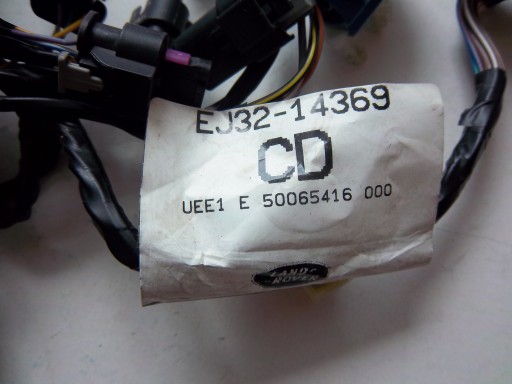 EJ32-14369
CD
UEE1 E 50065416 000
LAND-
-ROVER